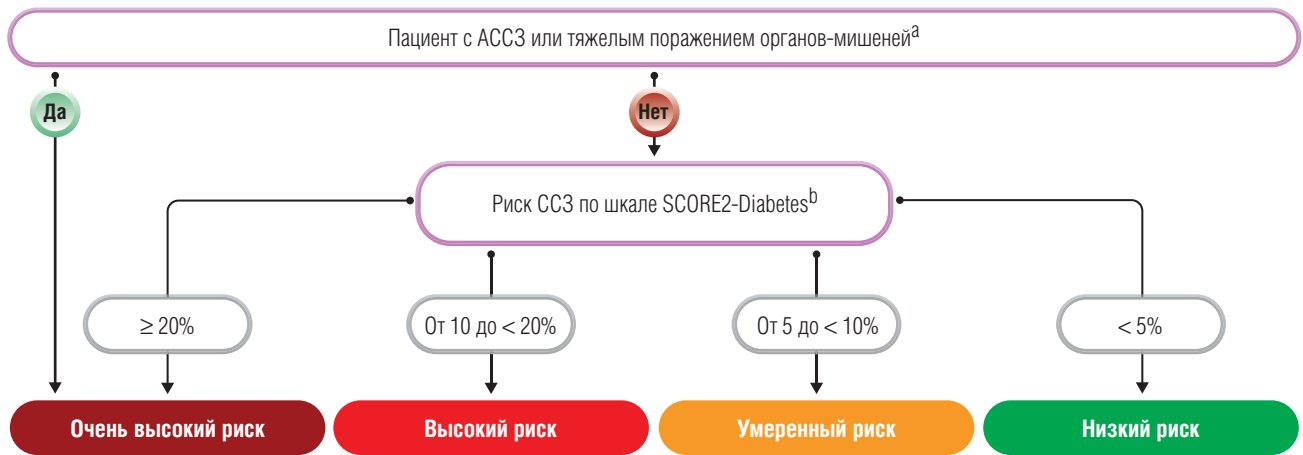 Пациент с АССЗ или тяжелым поражением органов-мишенейa
Да
Нет
Риск ССЗ по шкале SCORE2-Diabetesb
≥ 20%
От 10 до < 20%
От 5 до < 10%
< 5%
Очень высокий риск
Высокий риск
Умеренный риск
Низкий риск